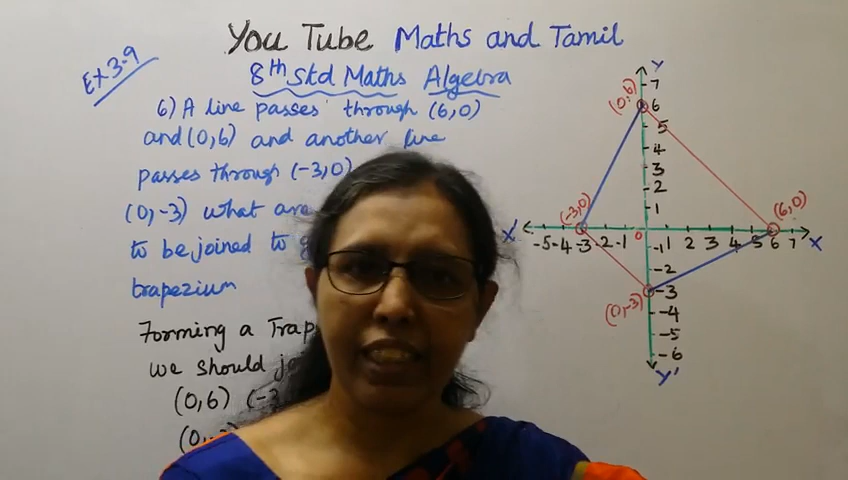 You Tube Maths and Tamil
Ex 3.9
8th Std Maths Algebra
6) A line passes through (6,0)
and (0,6) and another line
passes through (-3,0)
(0,-3) what are
to be joined to
trapezium
Forming a Trap
we should
(0,6) (-3
Y
7
6
5
4
3
2
1
(0,6)
(-3,0)
(6,0)
X'
-5 -4 -3 -2 -1 0 1 2 3 4 5 6 7 X
-1
-2
-3
-4
-5
-6
(0,-3)
Y'